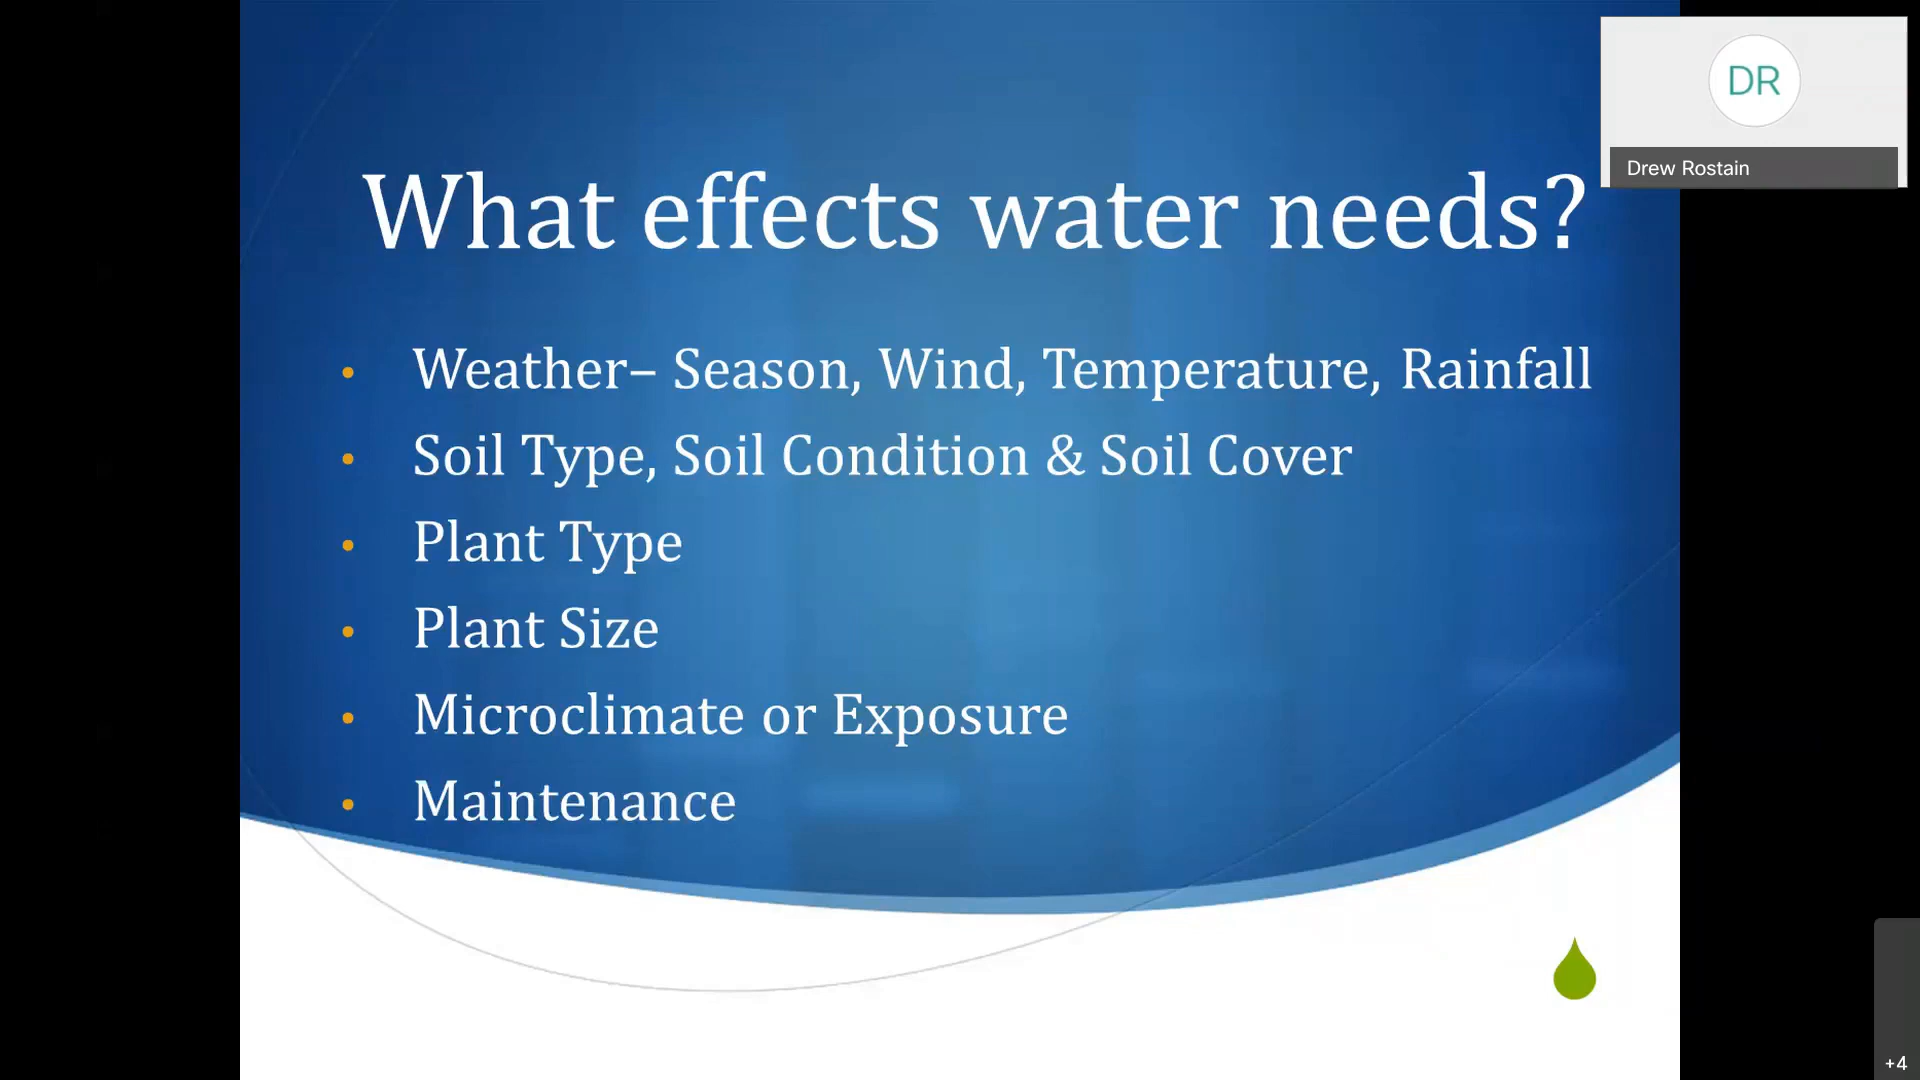 DR
Drew Rostain
What effects water needs?
• Weather– Season, Wind, Temperature, Rainfall
• Soil Type, Soil Condition & Soil Cover
• Plant Type
• Plant Size
• Microclimate or Exposure
• Maintenance
+4